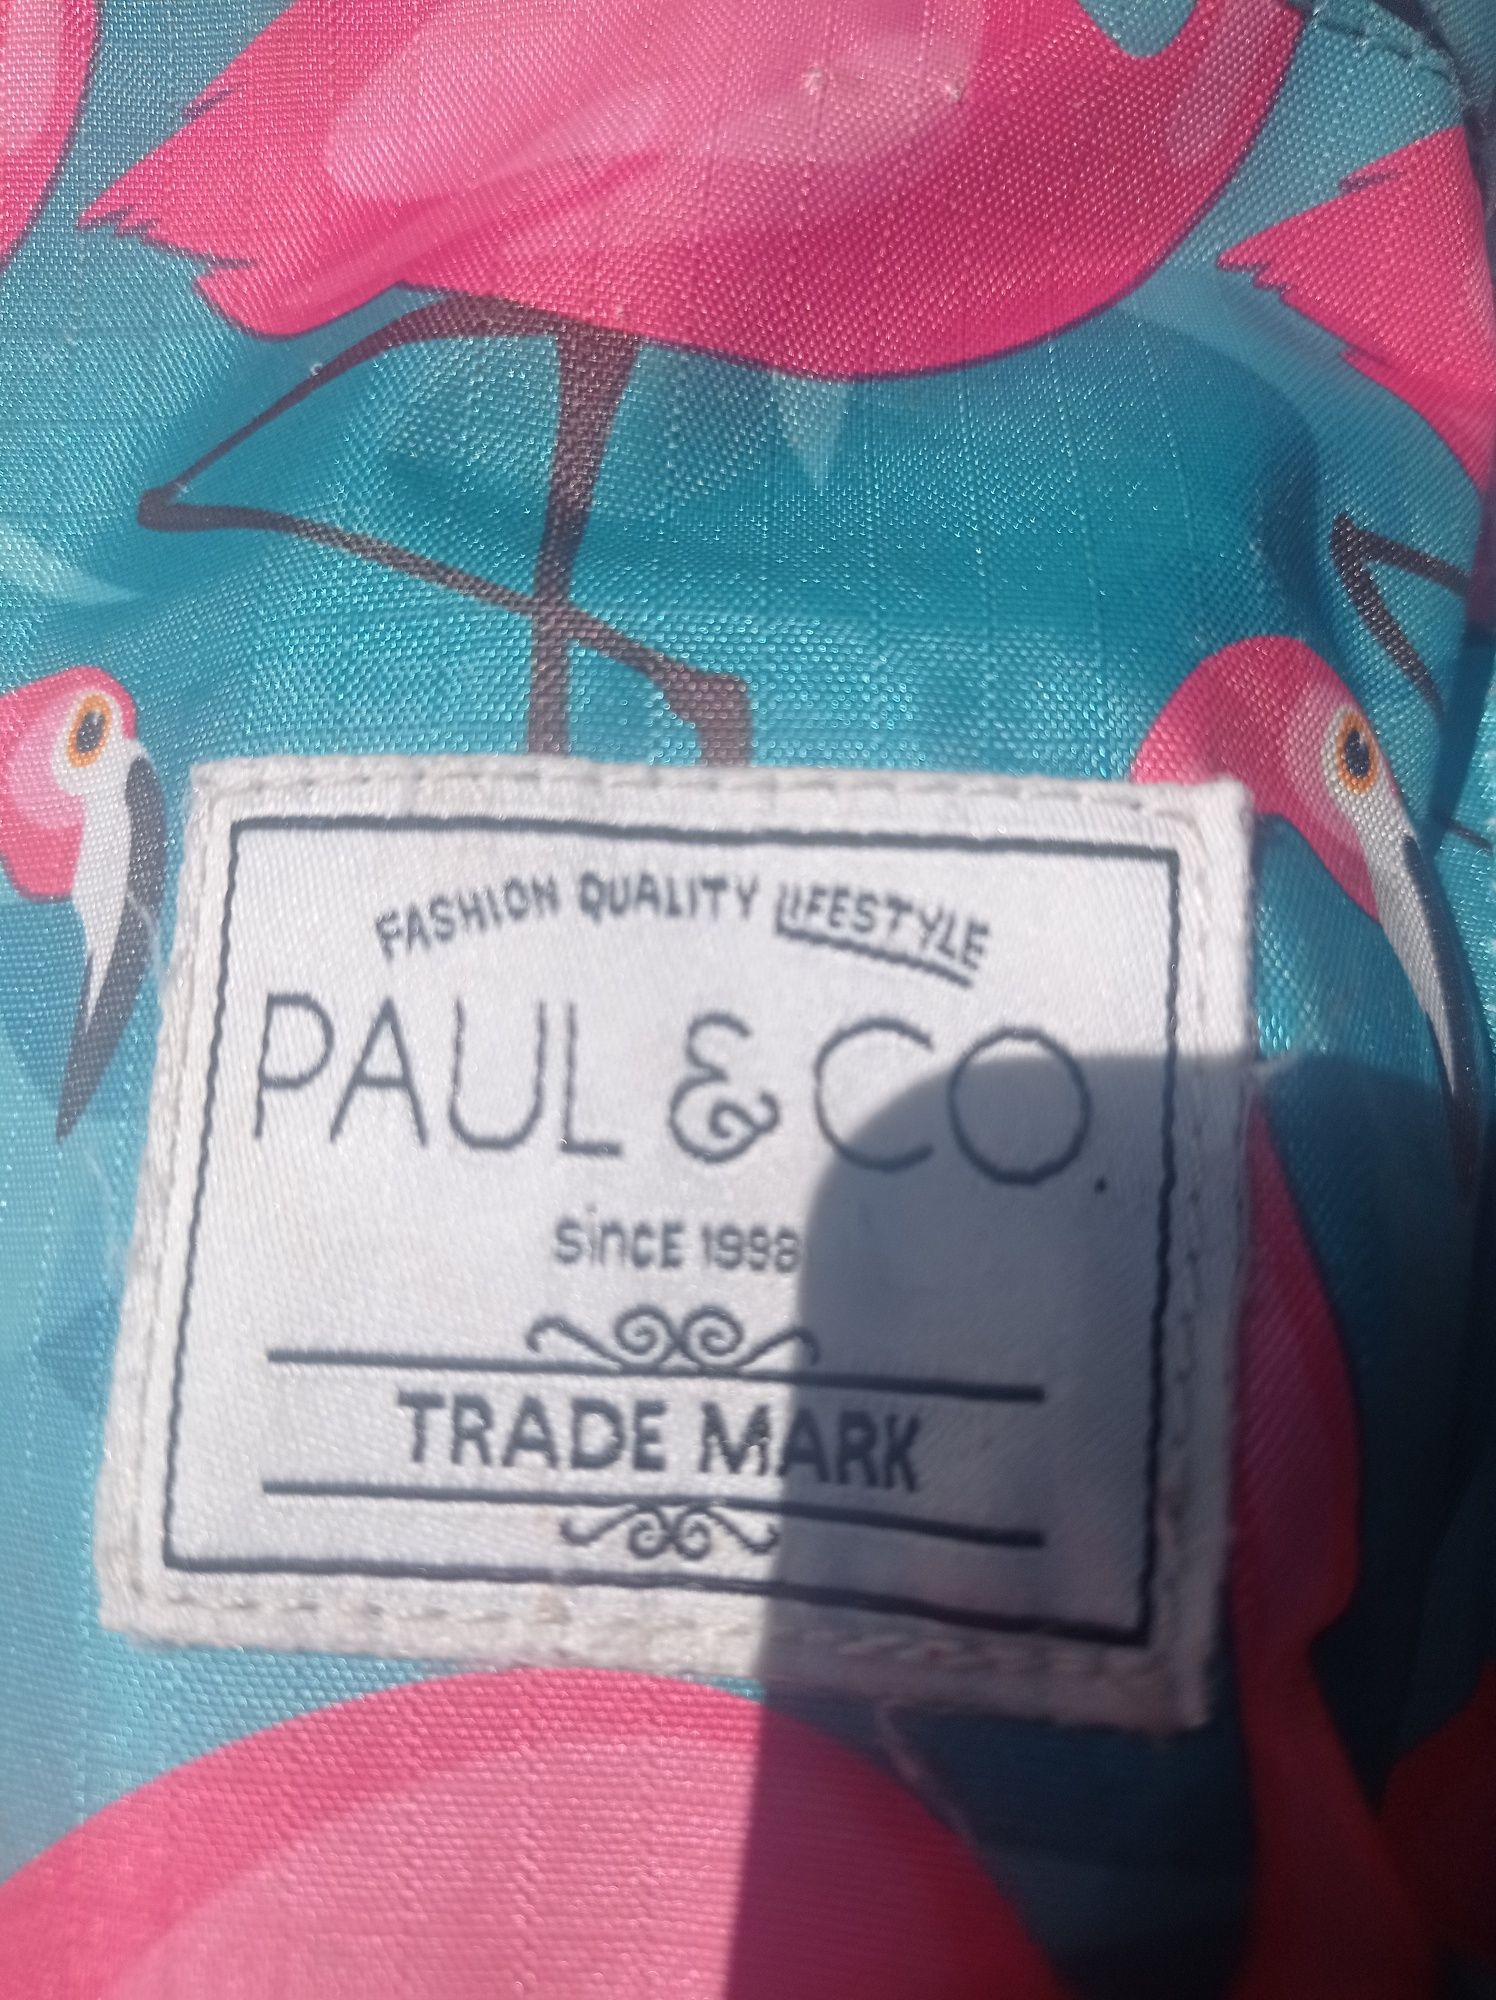 FASHION QUALITY LIFESTYLE
PAUL & CO.
SinCE 1998
TRADE MARK